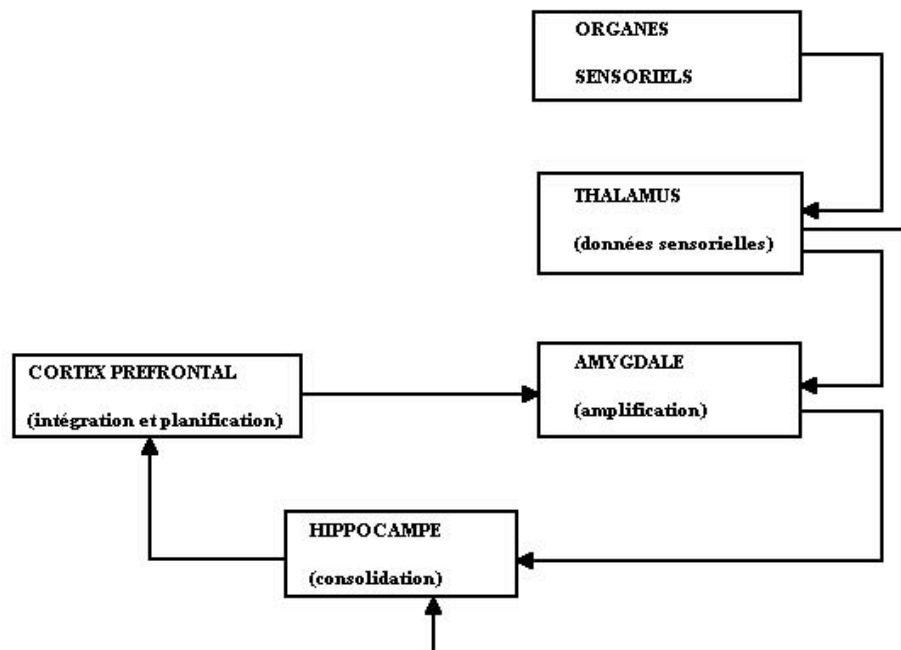 ORGANES
SENSORIELS
THALAMUS
(données sensorielles)
CORTEX PREFRONTAL
(intégration et planification)
AMYGDALE
(amplification)
HIPPOCAMPE
(consolidation)